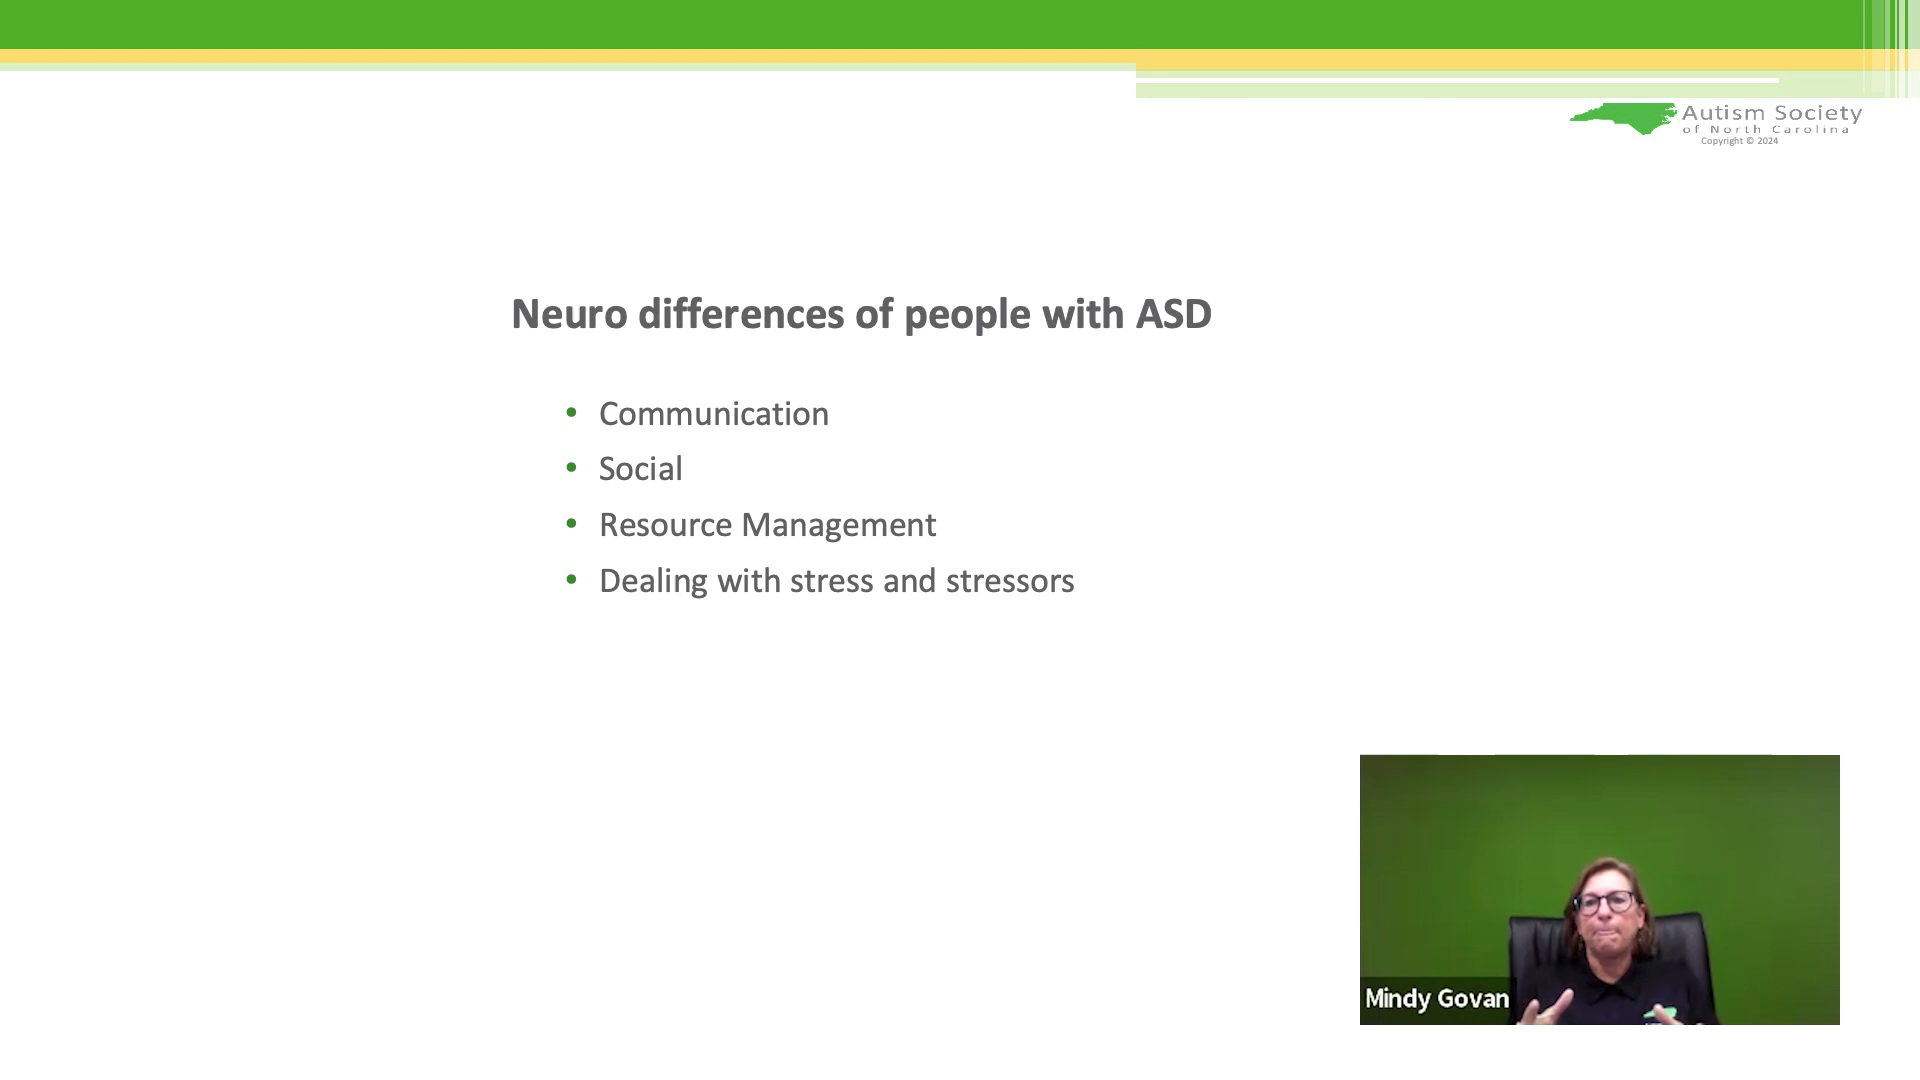 Autism Society
of North Carolina
Copyright © 2024
Neuro differences of people with ASD
• Communication
• Social
• Resource Management
• Dealing with stress and stressors
Mindy Govan